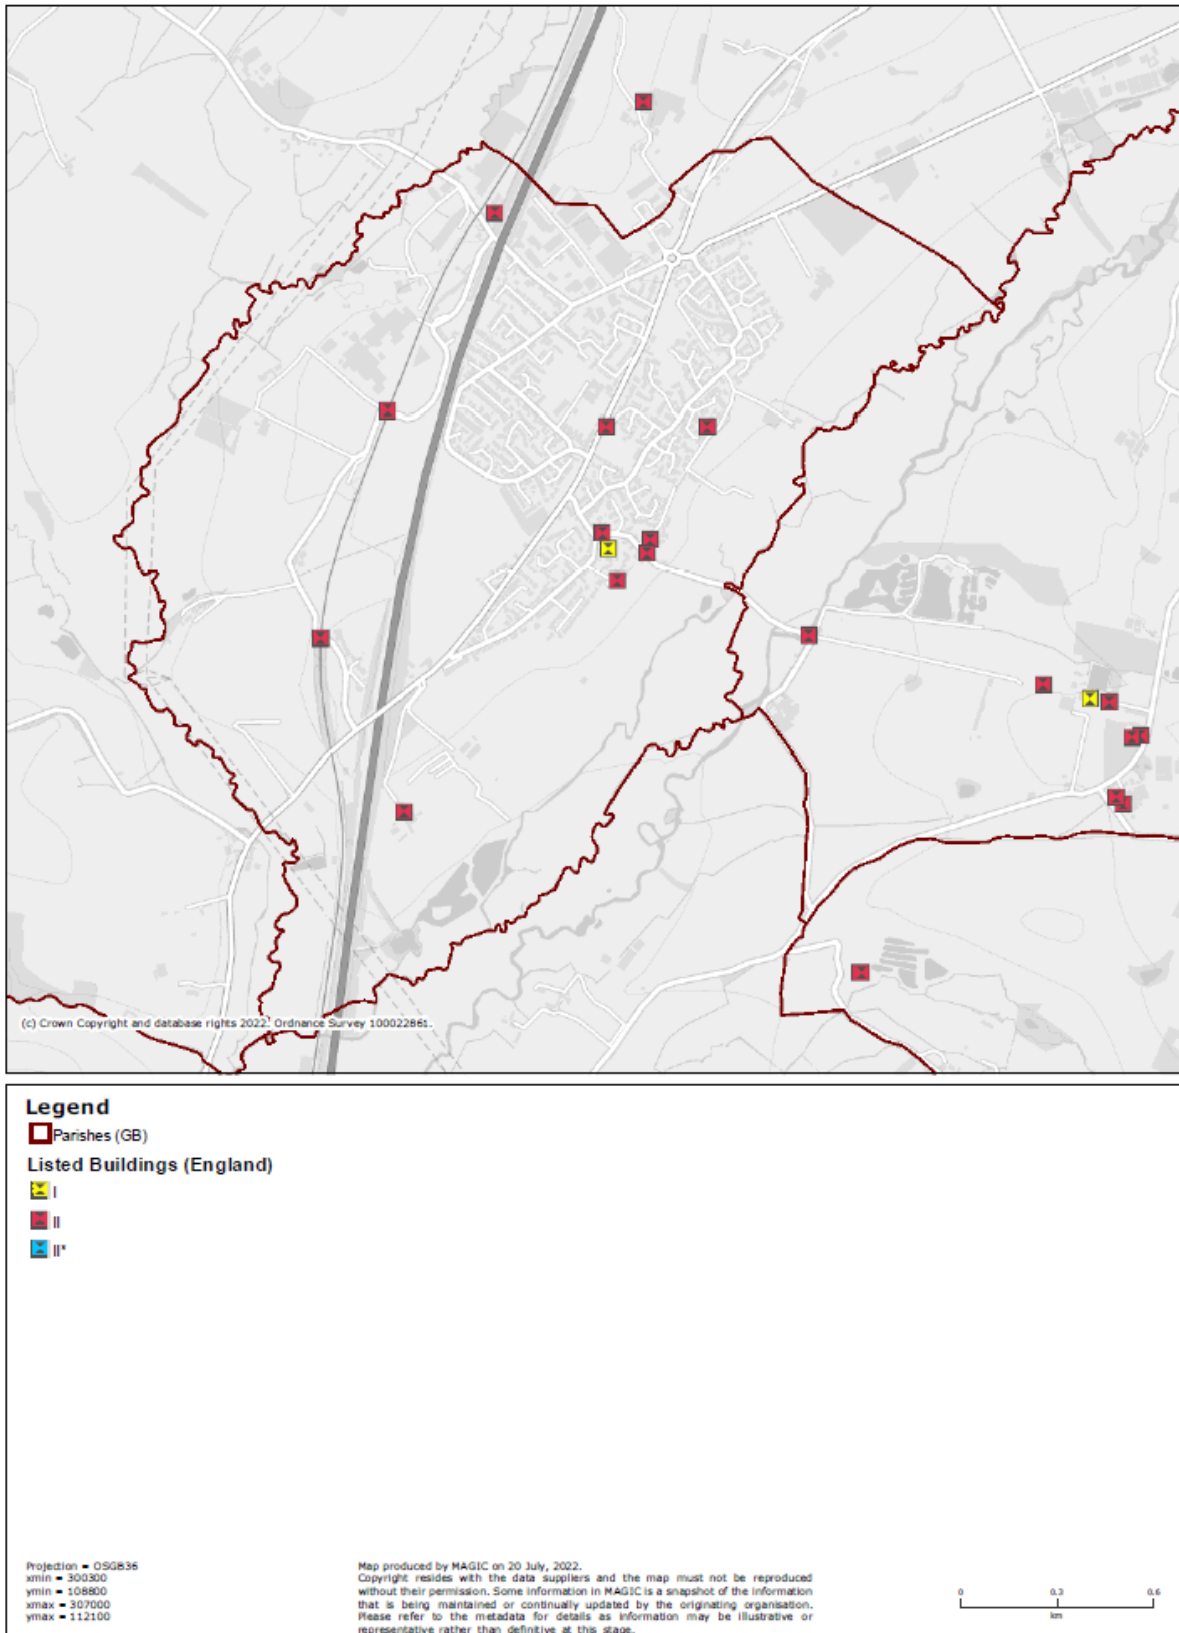 (c) Crown Copyright and database rights 2022. Ordnance Survey 100022861.
Legend
Parishes (GB)
Listed Buildings (England)
I
II
II*
Projection = OSGB36
xmin = 300300
ymin = 108800
xmax = 307000
ymax = 112100
Map produced by MAGIC on 20 July, 2022.
Copyright resides with the data suppliers and the map must not be reproduced
without their permission. Some information in MAGIC is a snapshot of the information
that is being maintained or continually updated by the originating organisation.
Please refer to the metadata for details as information may be illustrative or
representative rather than definitive at this stage.
0 0.3 0.6
km